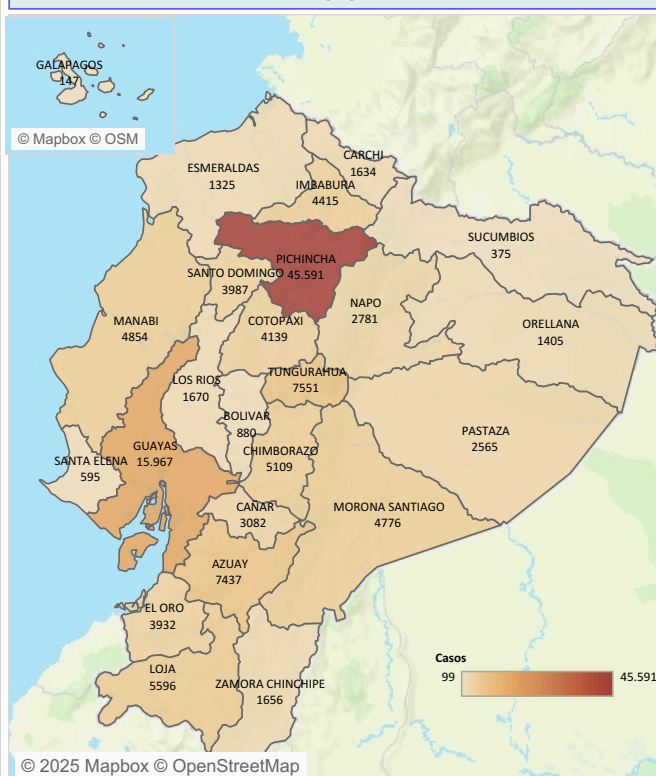 GALAPAGOS
147
© Mapbox © OSM
ESMERALDAS
1325
CARCHI
1634
IMBABURA
4415
SUCUMBIOS
375
PICHINCHA
45.591
SANTO DOMINGO
3987
NAPO
2781
MANABI
4854
COTOPAXI
4139
ORELLANA
1405
TUNGURAHUA
7551
LOS RIOS
1670
BOLIVAR
880
PASTAZA
2565
GUAYAS
15.967
CHIMBORAZO
5109
SANTA ELENA
595
CAÑAR
3082
MORONA SANTIAGO
4776
AZUAY
7437
EL ORO
3932
LOJA
5596
ZAMORA CHINCHIPE
1656
Casos
99 45.591
© 2025 Mapbox © OpenStreetMap